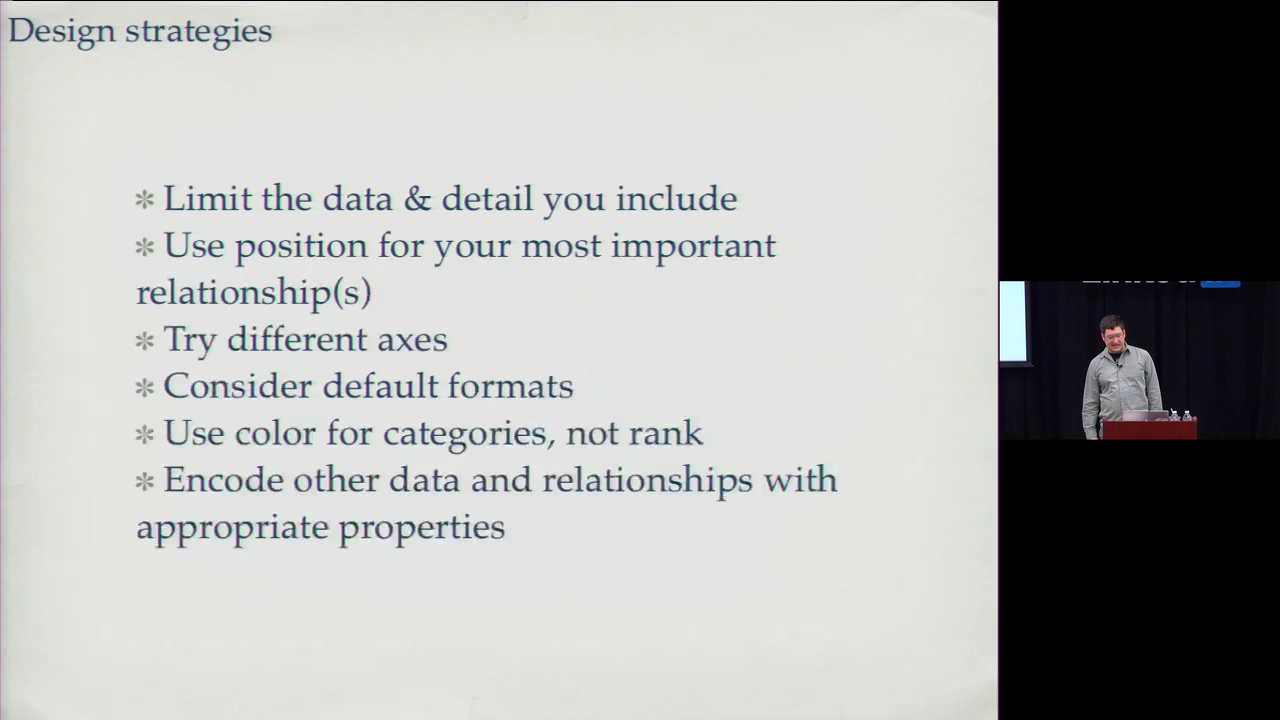 Design strategies
✼ Limit the data & detail you include
✼ Use position for your most important
relationship(s)
✼ Try different axes
✼ Consider default formats
✼ Use color for categories, not rank
✼ Encode other data and relationships with
appropriate properties